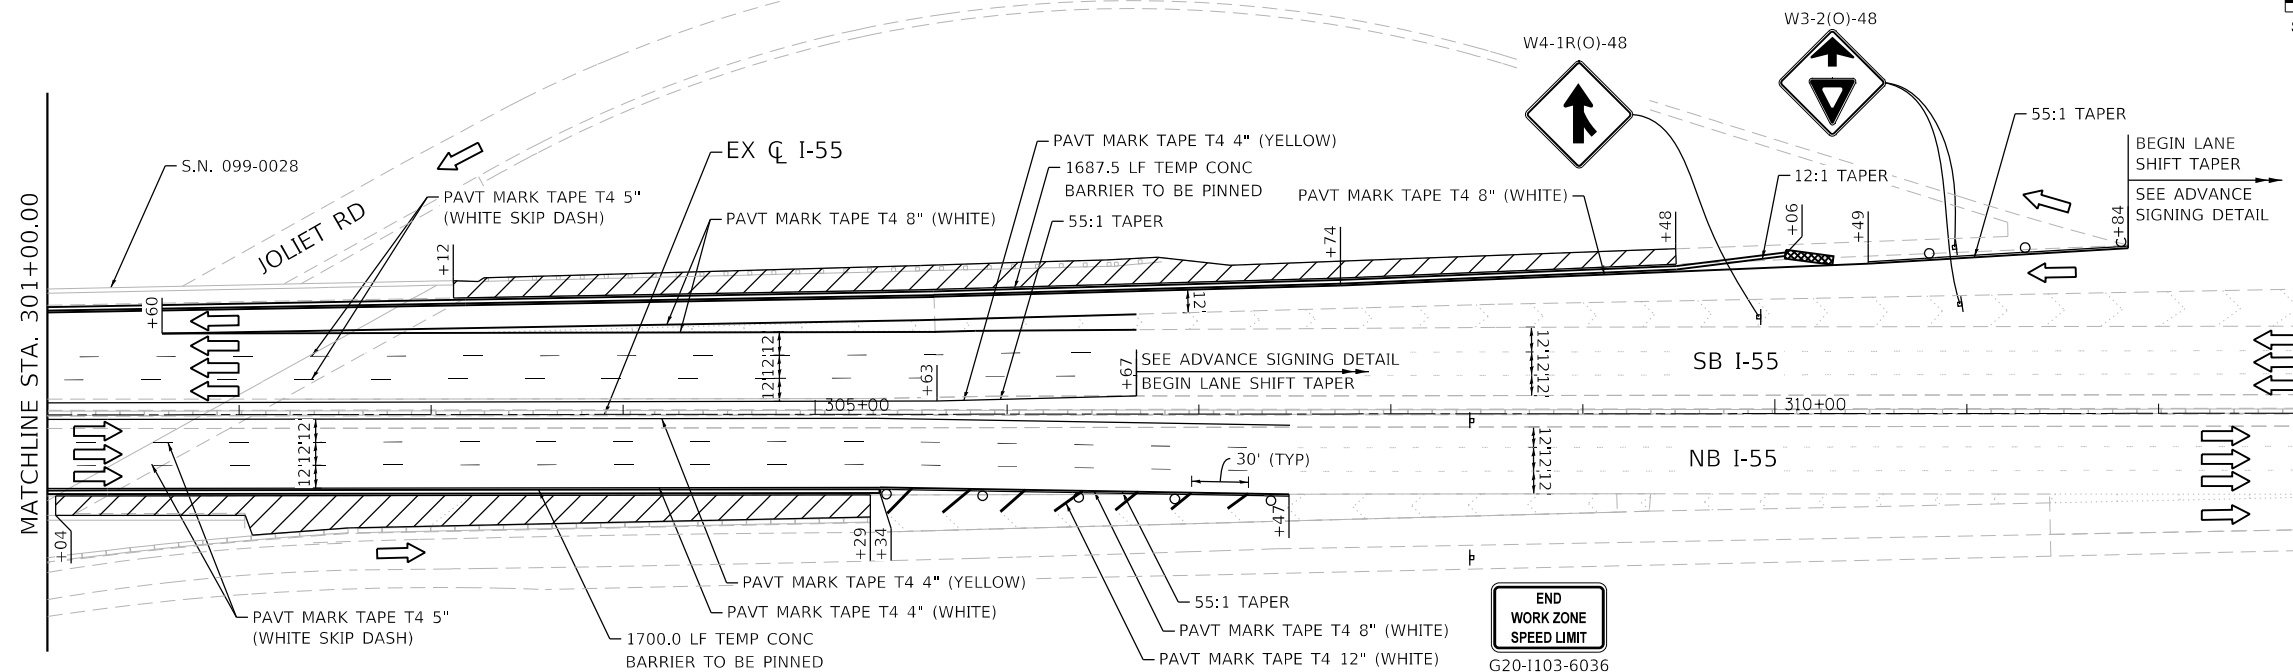 W3-2(O)-48
W4-1R(O)-48
MATCHLINE STA. 301+00.00
S.N. 099-0028
JOLIET RD
EX ℄ I-55
PAVT MARK TAPE T4 5"
(WHITE SKIP DASH)
PAVT MARK TAPE T4 8" (WHITE)
PAVT MARK TAPE T4 4" (YELLOW)
1687.5 LF TEMP CONC
BARRIER TO BE PINNED
55:1 TAPER
PAVT MARK TAPE T4 8" (WHITE)
12:1 TAPER
55:1 TAPER
BEGIN LANE
SHIFT TAPER
SEE ADVANCE
SIGNING DETAIL
+60
+12
+74
+48
+06
+49
+84
12'
12'12'12'
+63
+67
SEE ADVANCE SIGNING DETAIL
BEGIN LANE SHIFT TAPER
12'12'12'
SB I-55
305+00
310+00
12'12'12'
30' (TYP)
12'12'12'
NB I-55
+04
+29
+34
+47
PAVT MARK TAPE T4 5"
(WHITE SKIP DASH)
PAVT MARK TAPE T4 4" (YELLOW)
PAVT MARK TAPE T4 4" (WHITE)
1700.0 LF TEMP CONC
BARRIER TO BE PINNED
55:1 TAPER
PAVT MARK TAPE T4 8" (WHITE)
PAVT MARK TAPE T4 12" (WHITE)
END
WORK ZONE
SPEED LIMIT
G20-I103-6036